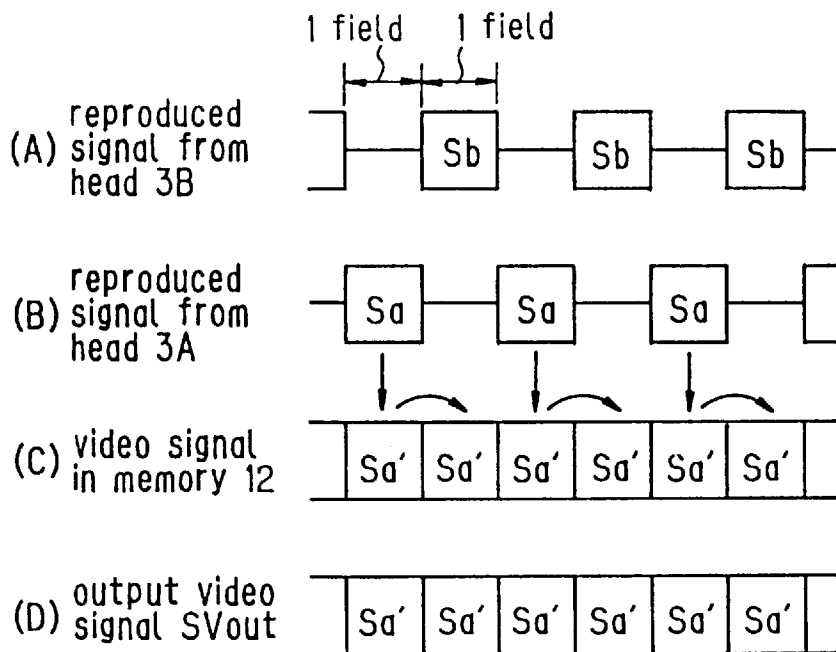 1 field 1 field
(A) reproduced
signal from
head 3B
Sb Sb Sb
(B) reproduced
signal from
head 3A
Sa Sa Sa
(C) video signal
in memory 12
Sa' Sa' Sa' Sa' Sa' Sa'
(D) output video
signal SVout
Sa' Sa' Sa' Sa' Sa' Sa'